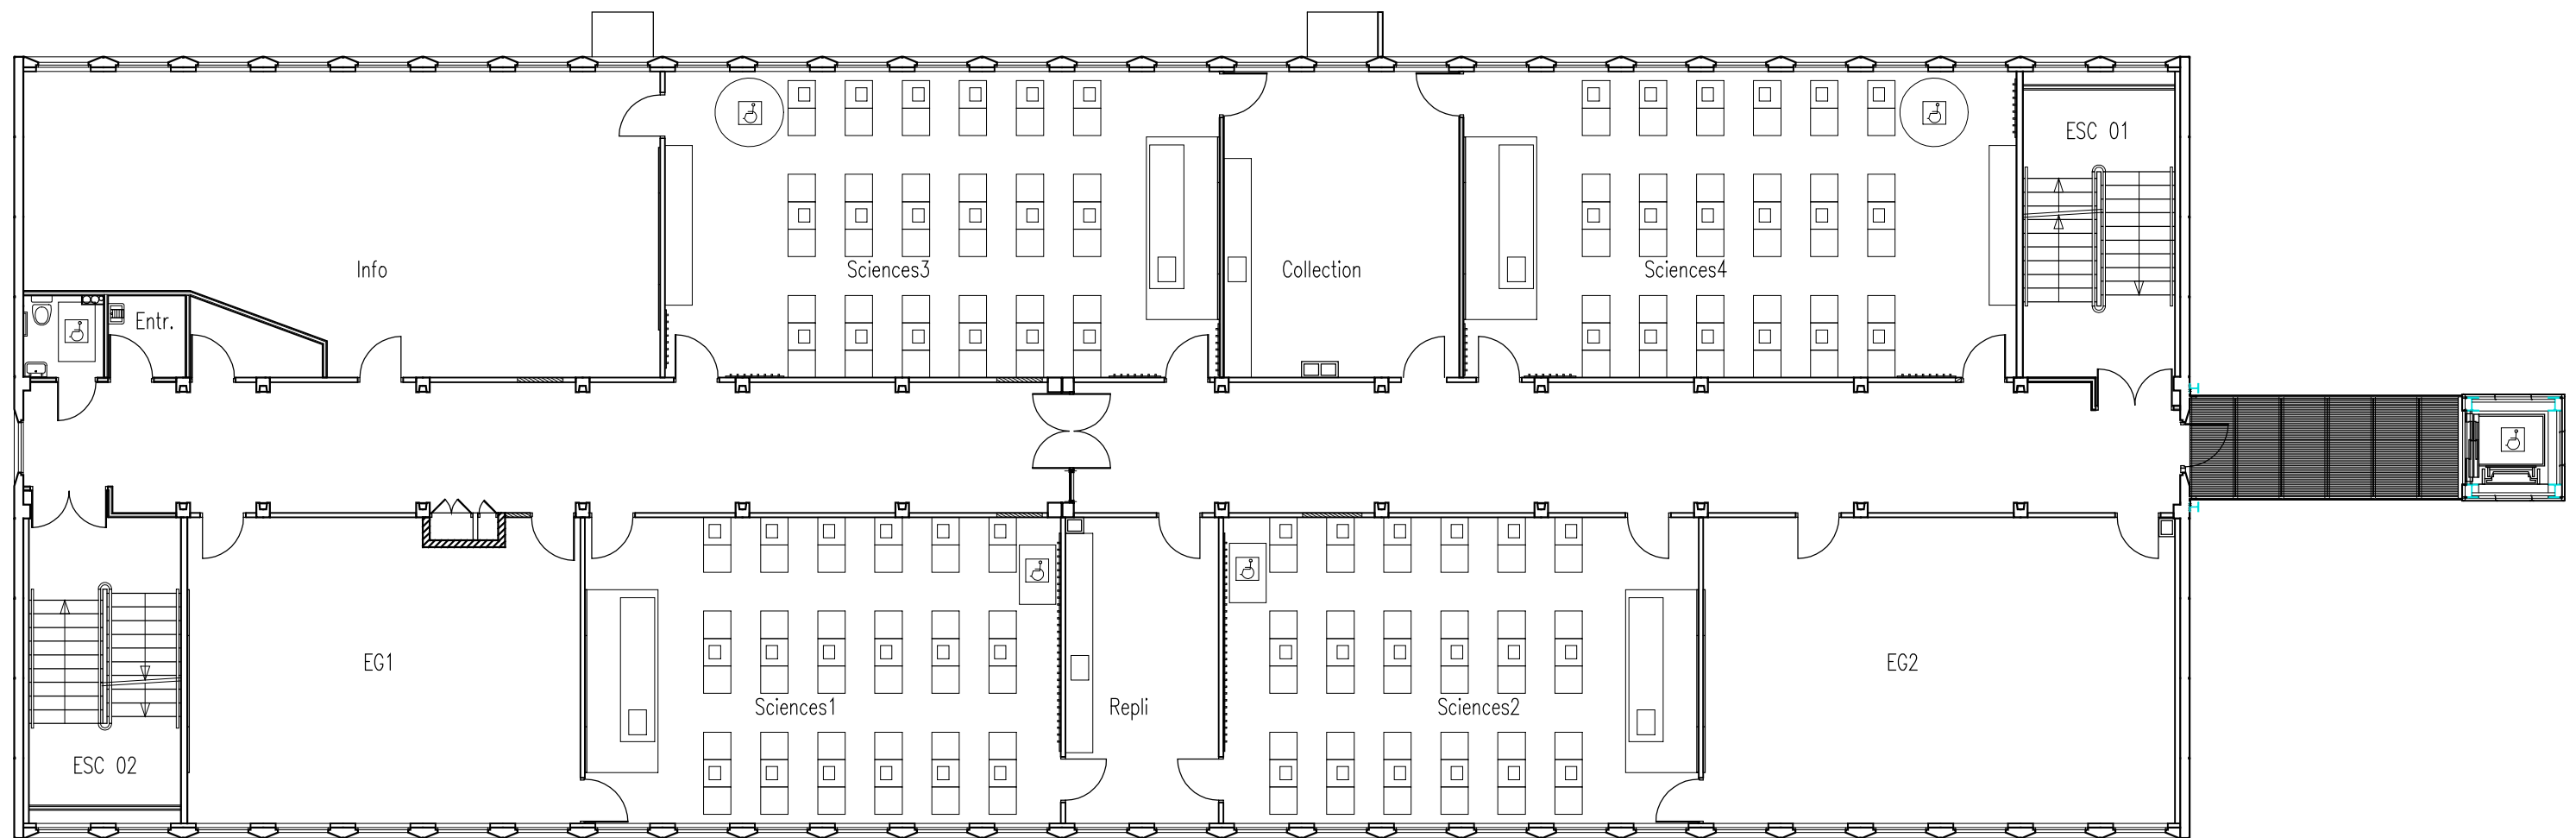 ESC 01
Info
Sciences3
Collection
Sciences4
Entr.
EG1
EG2
Sciences1
Repli
Sciences2
ESC 02